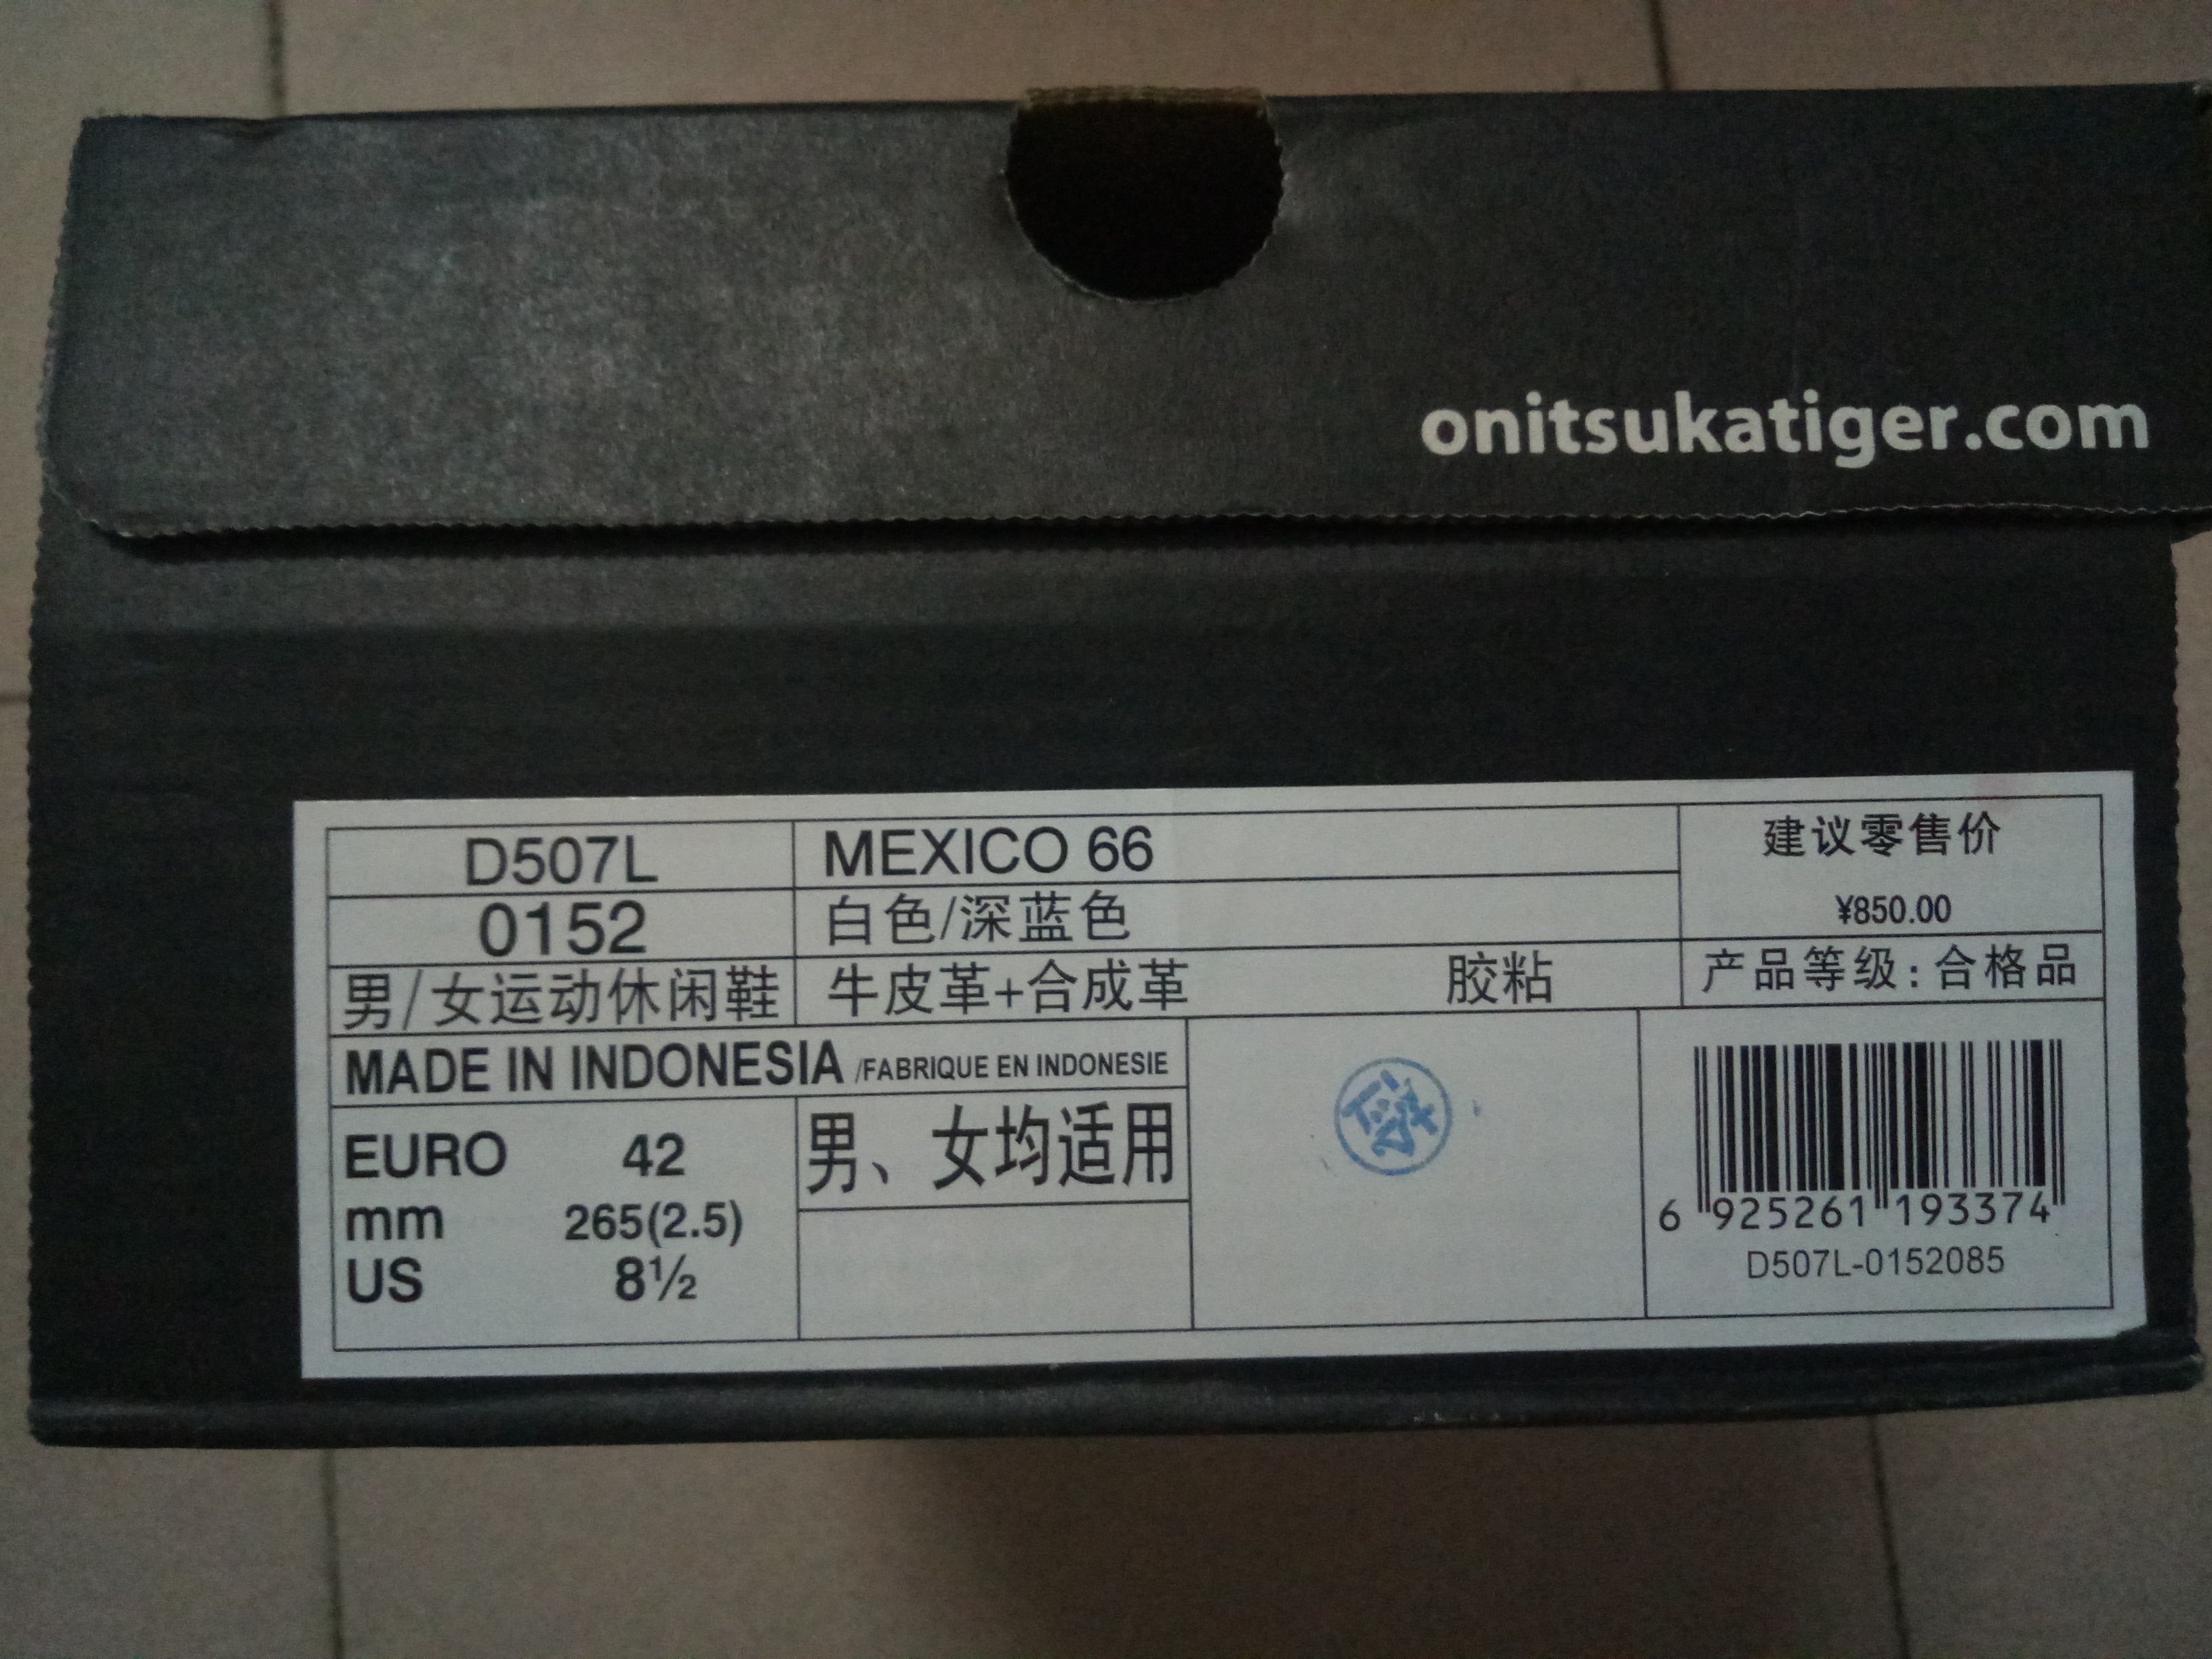 onitsukatiger.com
D507L
MEXICO 66
建议零售价
¥850.00
0152
白色/深蓝色
男/女运动休闲鞋
牛皮革+合成革
胶粘
产品等级：合格品
MADE IN INDONESIA /FABRIQUE EN INDONESIE
EURO 42
mm 265(2.5)
US 8½
男、女均适用
6 925261 193374
D507L-0152085